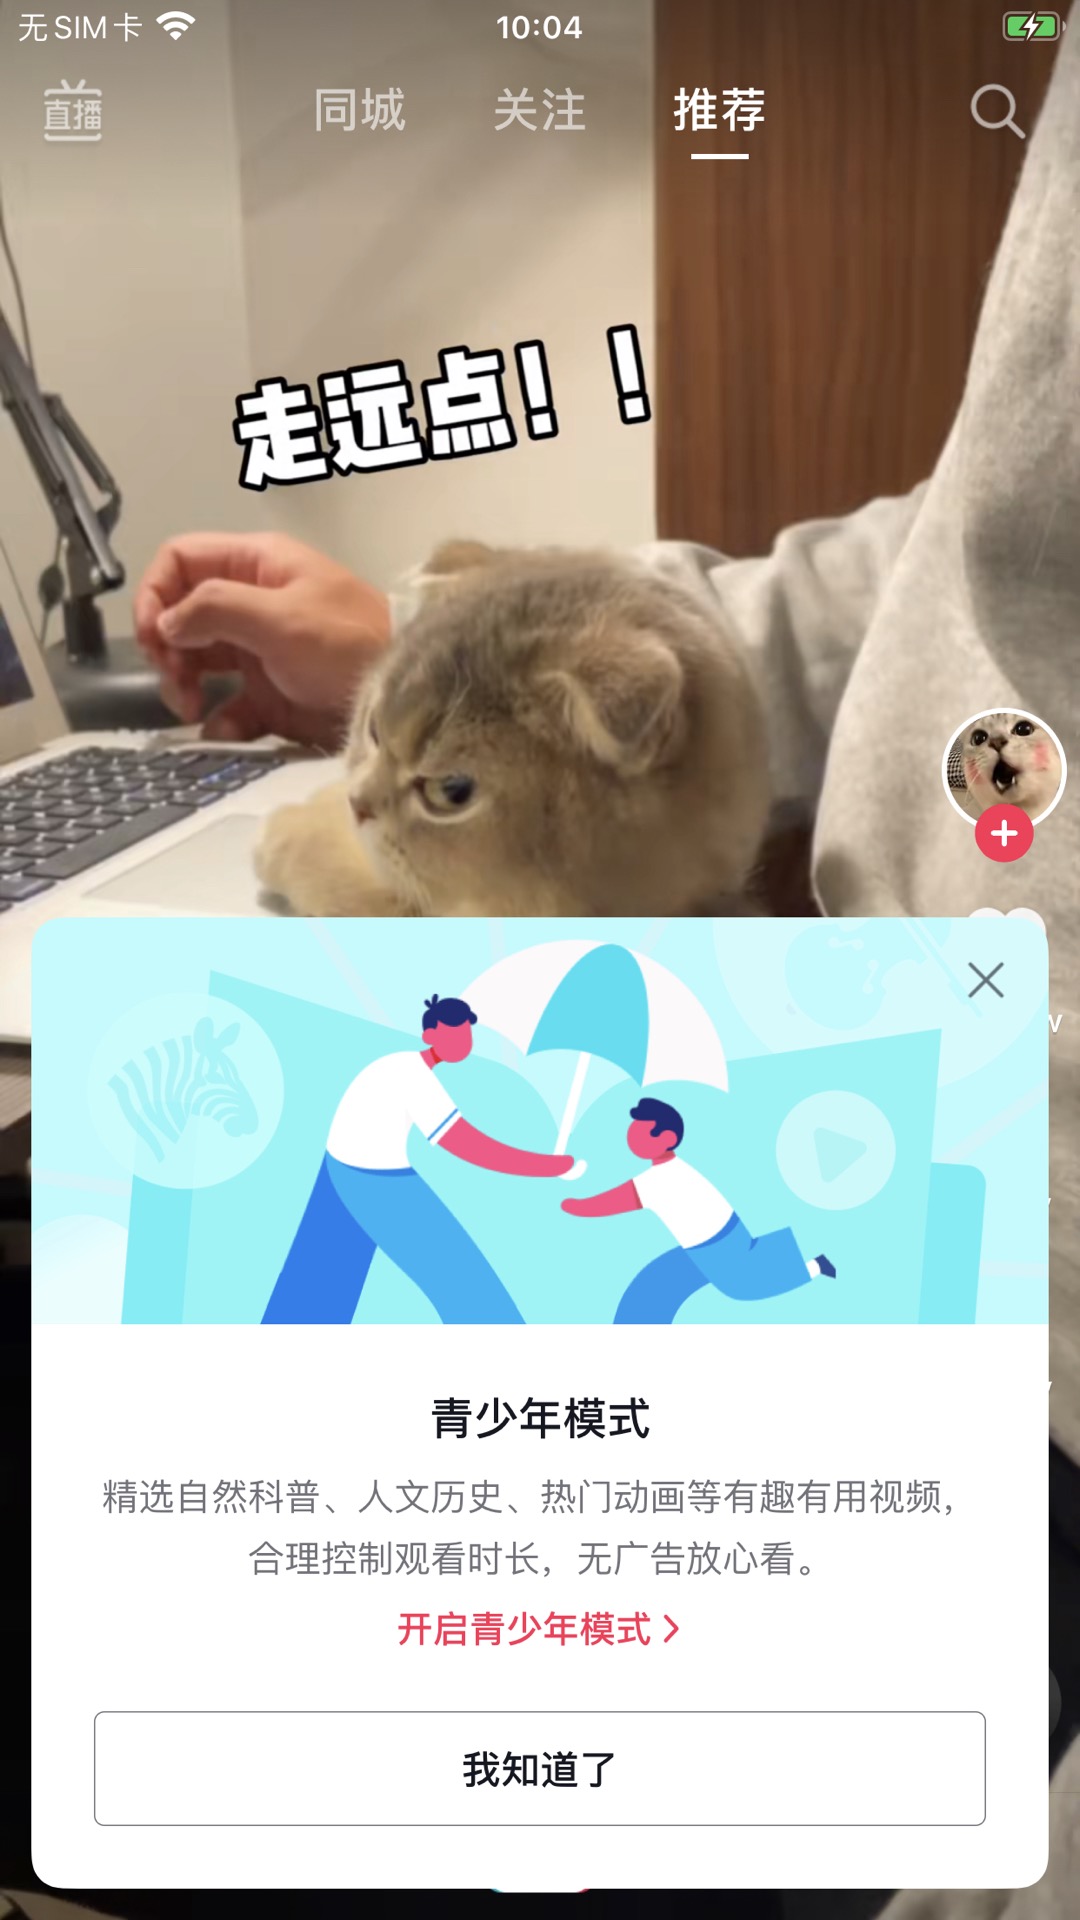 无SIM卡 10:04
直播 同城 关注 推荐
走远点！！
青少年模式
精选自然科普、人文历史、热门动画等有趣有用视频，
合理控制观看时长，无广告放心看。
开启青少年模式
我知道了